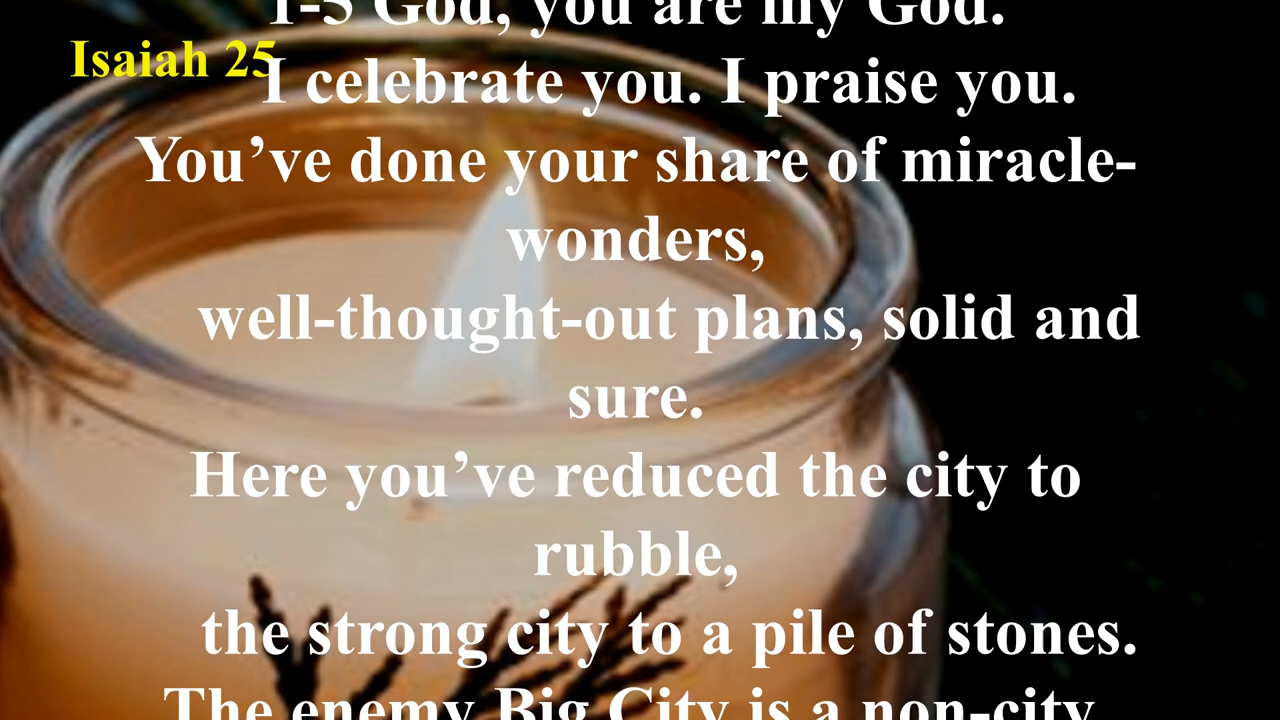 1-5 God, you are my God.
Isaiah 25
I celebrate you. I praise you.
You’ve done your share of miracle-
wonders,
well-thought-out plans, solid and
sure.
Here you’ve reduced the city to
rubble,
the strong city to a pile of stones.
The enemy Big City is a non-city,